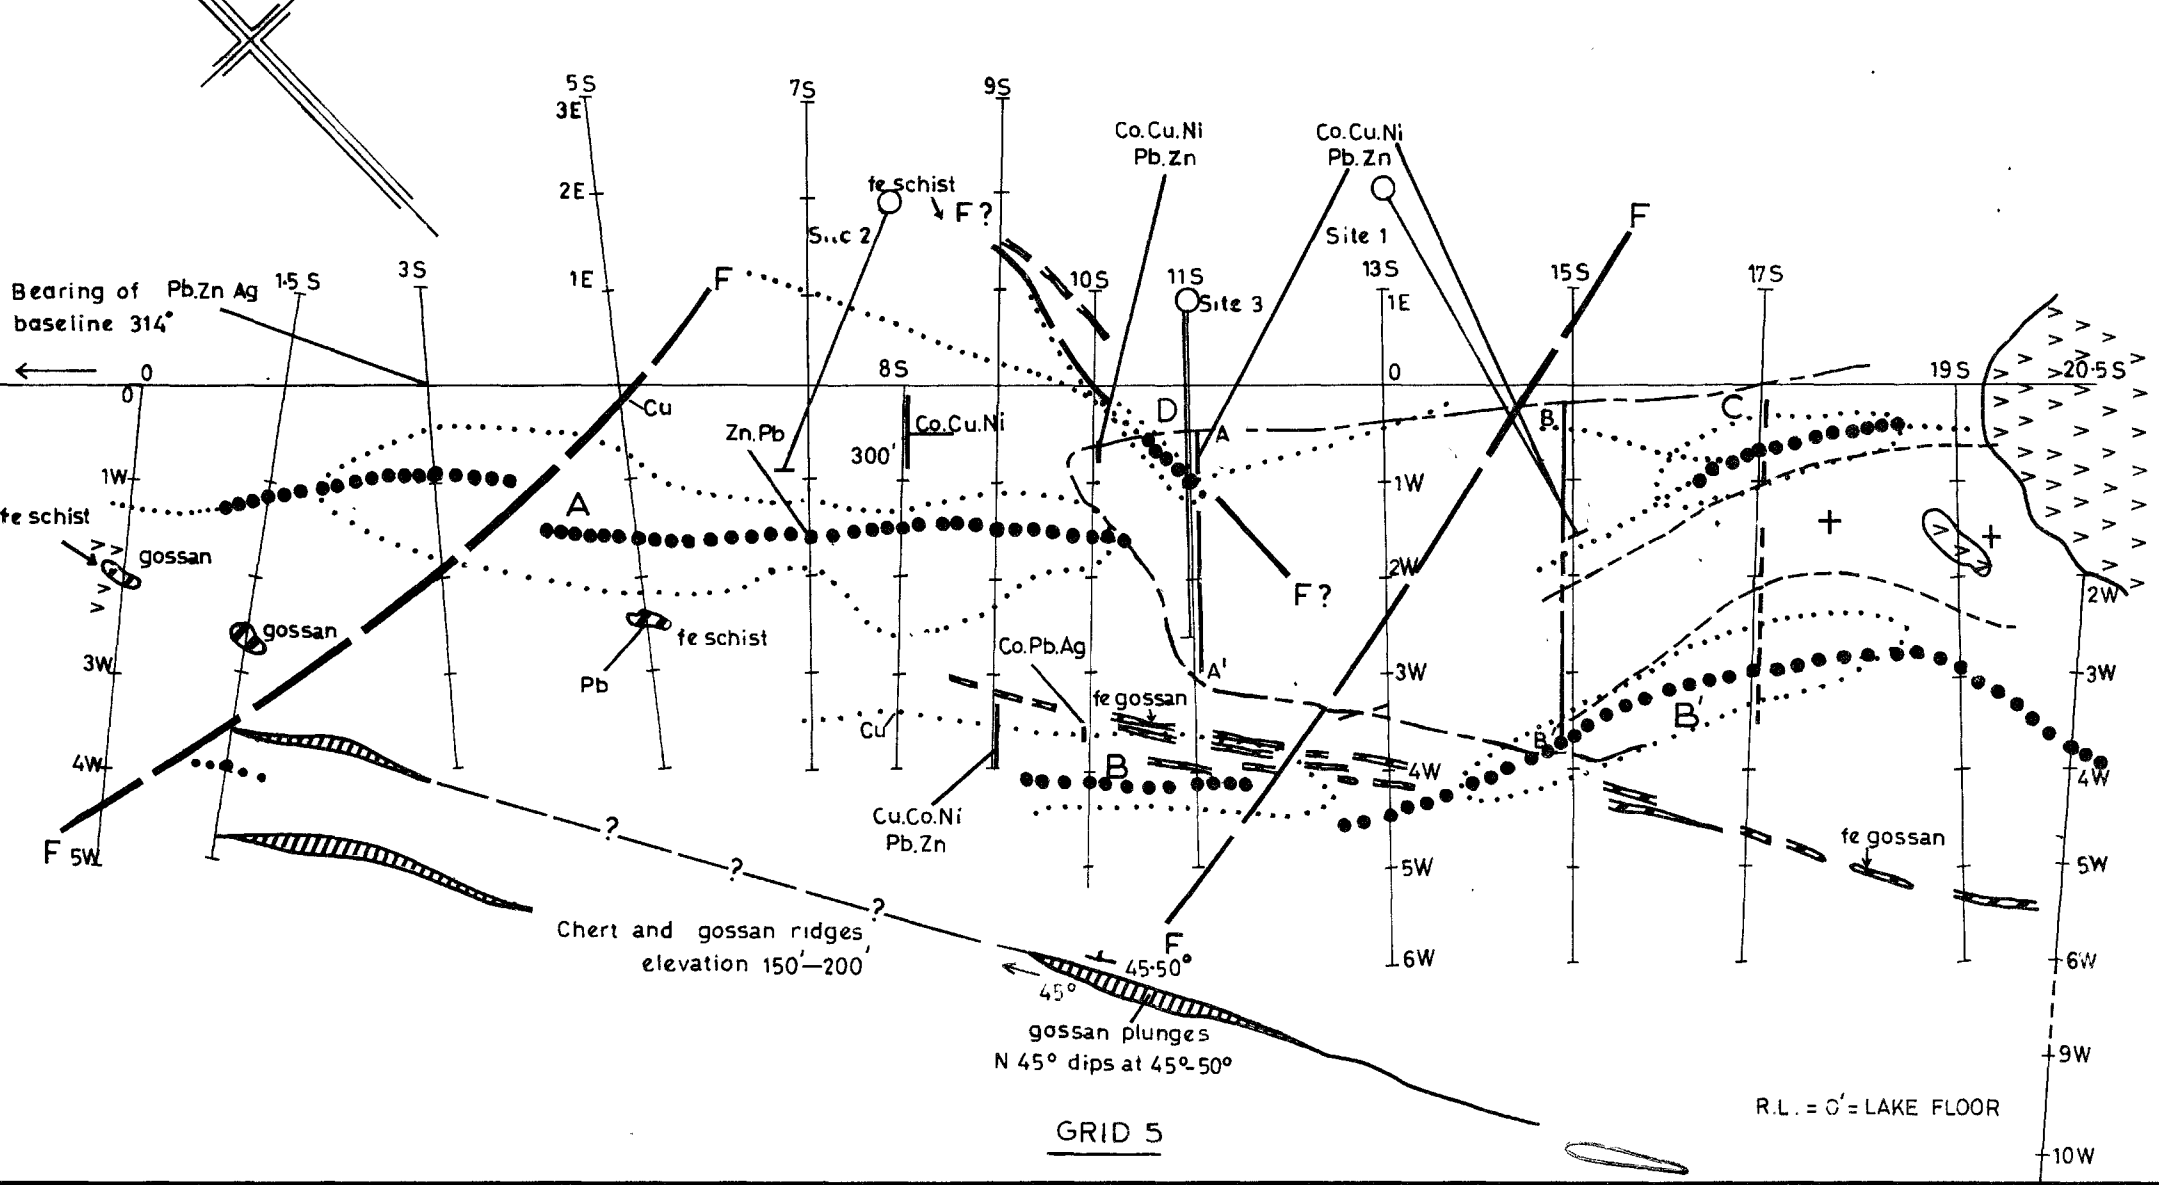 5S
3E
7S
9S
Co.Cu.Ni
Pb.Zn
Co.Cu.Ni
Pb.Zn
2E
fe schist
F?
2
Site 1
F
Bearing of Pb.Zn Ag
baseline 314°
1·5 S
3S
1E
F
10S
11S
Site 3
13S
1E
15S
17S
0
0
8S
0
19S
20·5S
Cu
Zn.Pb
Co.Cu.Ni
300'
D
A
B
C
1W
A
1W
fe schist
gossan
2W
F?
2W
gossan
fe schist
Co.Pb.Ag
3W
Pb
A'
3W
3W
fe gossan
Cu
B'
B
4W
B
4W
4W
Cu.Co.Ni
Pb.Zn
F
5W
5W
fe gossan
5W
Chert and gossan ridges
elevation 150'—200'
?
?
?
F
45·50°
45°
6W
6W
gossan plunges
N 45° dips at 45°-50°
9W
GRID 5
R.L. = 0' = LAKE FLOOR
10W